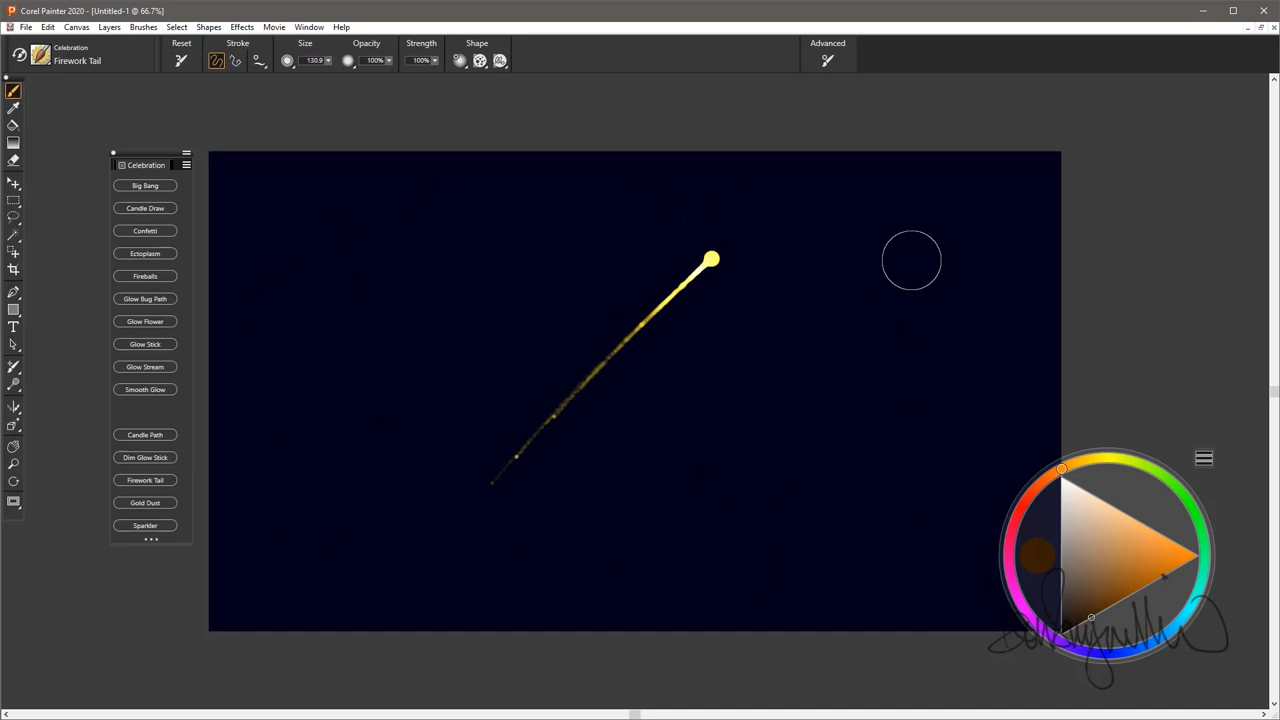 Corel Painter 2020 - [Untitled-1 @ 66.7%]
File Edit Canvas Layers Brushes Select Shapes Effects Movie Window Help
Celebration
Firework Tail
Reset
Stroke
Size
130.9
Opacity
100%
Strength
100%
Shape
Advanced
Celebration
Big Bang
Candle Draw
Confetti
Ectoplasm
Fireballs
Glow Bug Path
Glow Flower
Glow Stick
Glow Stream
Smooth Glow
Candle Path
Dim Glow Stick
Firework Tail
Gold Dust
Sparkler